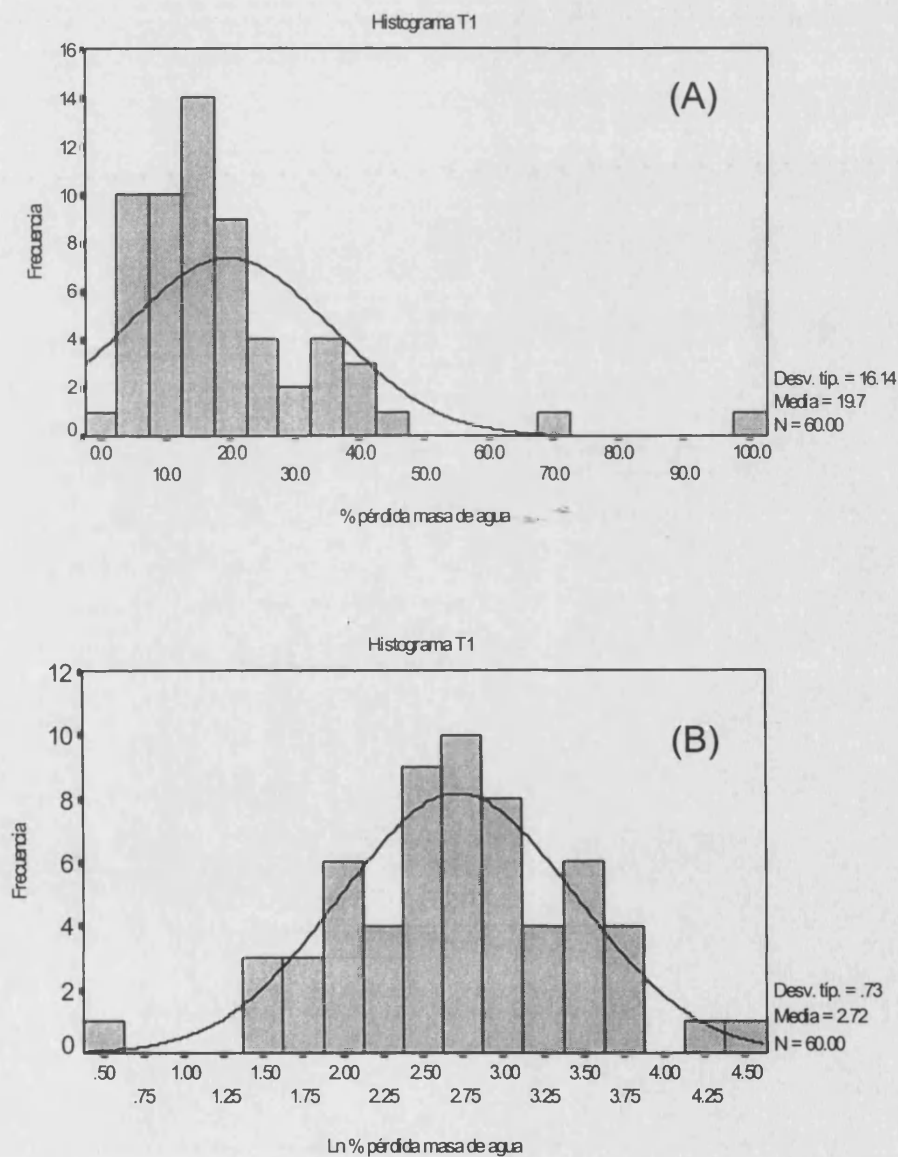 Histograma T1
16
14
12
10
8
6
4
2
0
Frecuencia
(A)
Desv. típ. = 16.14
Media = 19.7
N = 60.00
0.0 20.0 40.0 60.0 80.0 100.0
10.0 30.0 50.0 70.0 90.0
% pérdida masa de agua
Histograma T1
12
10
8
6
4
2
0
Frecuencia
(B)
Desv. típ. = .73
Media = 2.72
N = 60.00
.50 1.00 1.50 2.00 2.50 3.00 3.50 4.00 4.50
.75 1.25 1.75 2.25 2.75 3.25 3.75 4.25
Ln % pérdida masa de agua